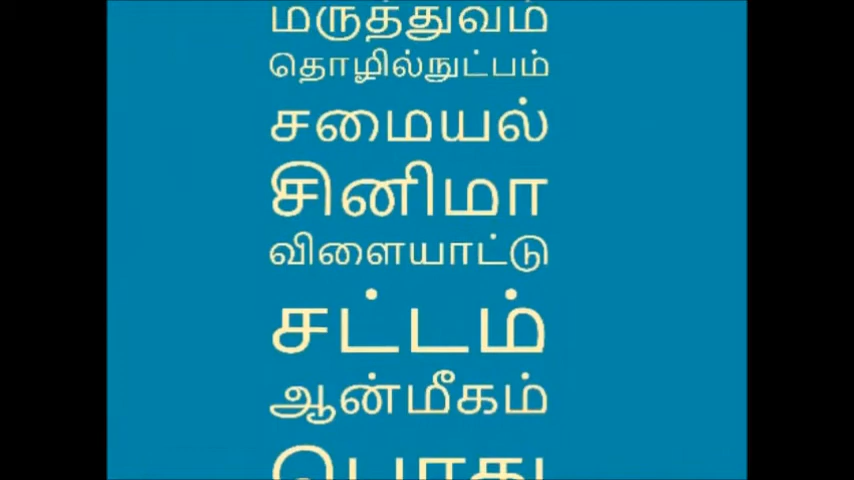 மருத்துவம்
தொழில்நுட்பம்
சமையல்
சினிமா
விளையாட்டு
சட்டம்
ஆன்மீகம்
பொது